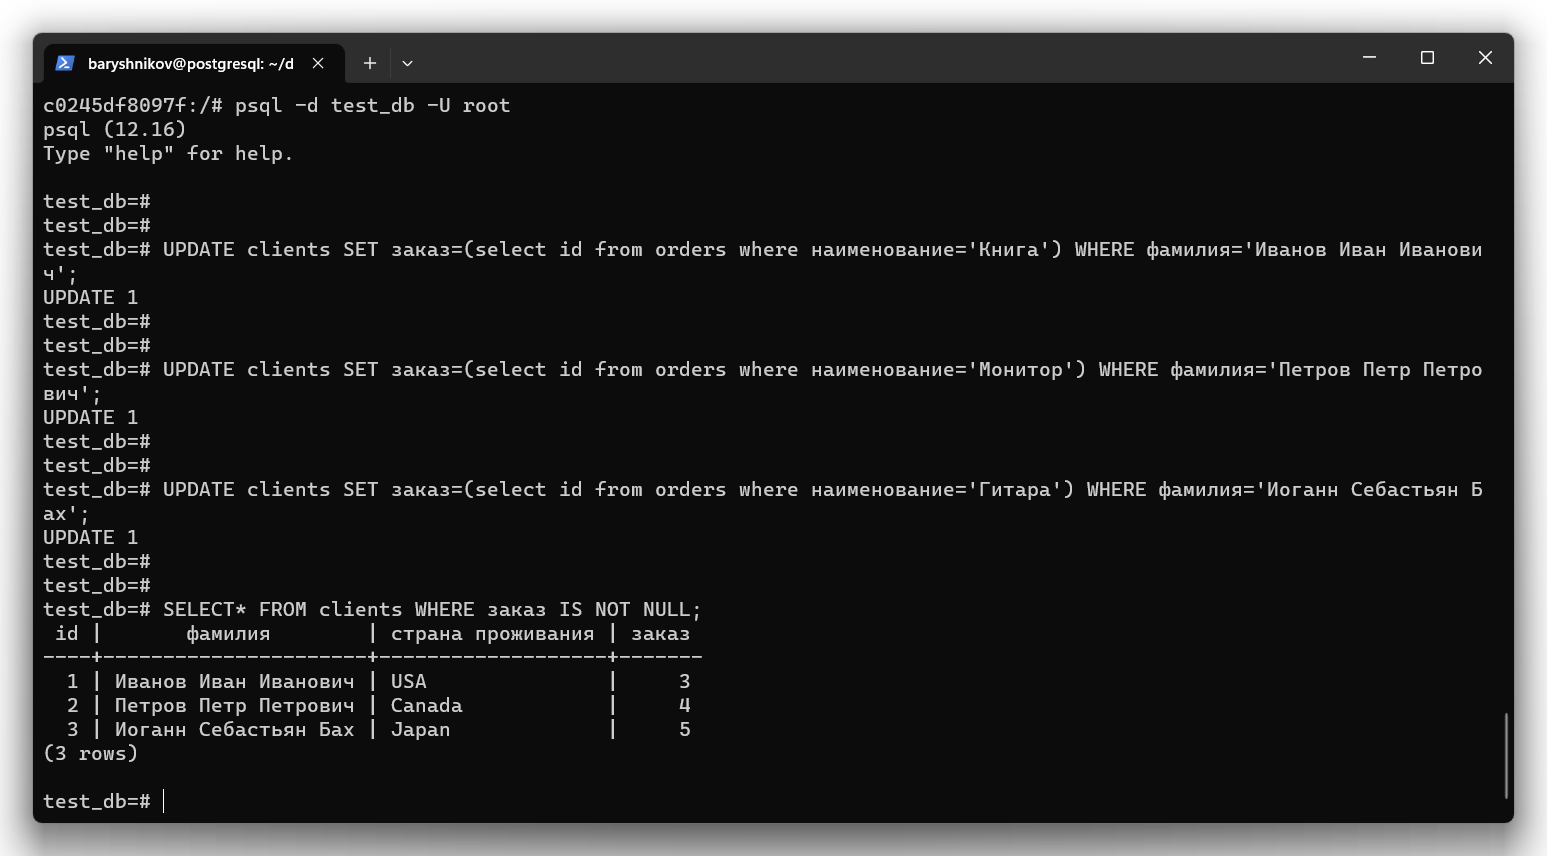 baryshnikov@postgresql: ~/d
c0245df8097f:/# psql -d test_db -U root
psql (12.16)
Type "help" for help.
test_db=#
test_db=#
test_db=# UPDATE clients SET заказ=(select id from orders where наименование='Книга') WHERE фамилия='Иванов Иван Иванови
ч';
UPDATE 1
test_db=#
test_db=#
test_db=# UPDATE clients SET заказ=(select id from orders where наименование='Монитор') WHERE фамилия='Петров Петр Петро
вич';
UPDATE 1
test_db=#
test_db=#
test_db=# UPDATE clients SET заказ=(select id from orders where наименование='Гитара') WHERE фамилия='Иоганн Себастьян Б
ах';
UPDATE 1
test_db=#
test_db=#
test_db=# SELECT* FROM clients WHERE заказ IS NOT NULL;
 id |       фамилия        | страна проживания | заказ
----+----------------------+-------------------+-------
  1 | Иванов Иван Иванович | USA               |     3
  2 | Петров Петр Петрович | Canada            |     4
  3 | Иоганн Себастьян Бах | Japan             |     5
(3 rows)
test_db=#